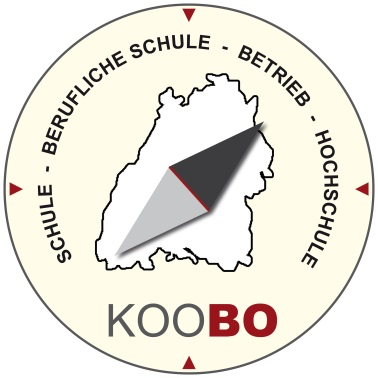 SCHULE - BERUFLICHE SCHULE - BETRIEB - HOCHSCHULE
KOOBO